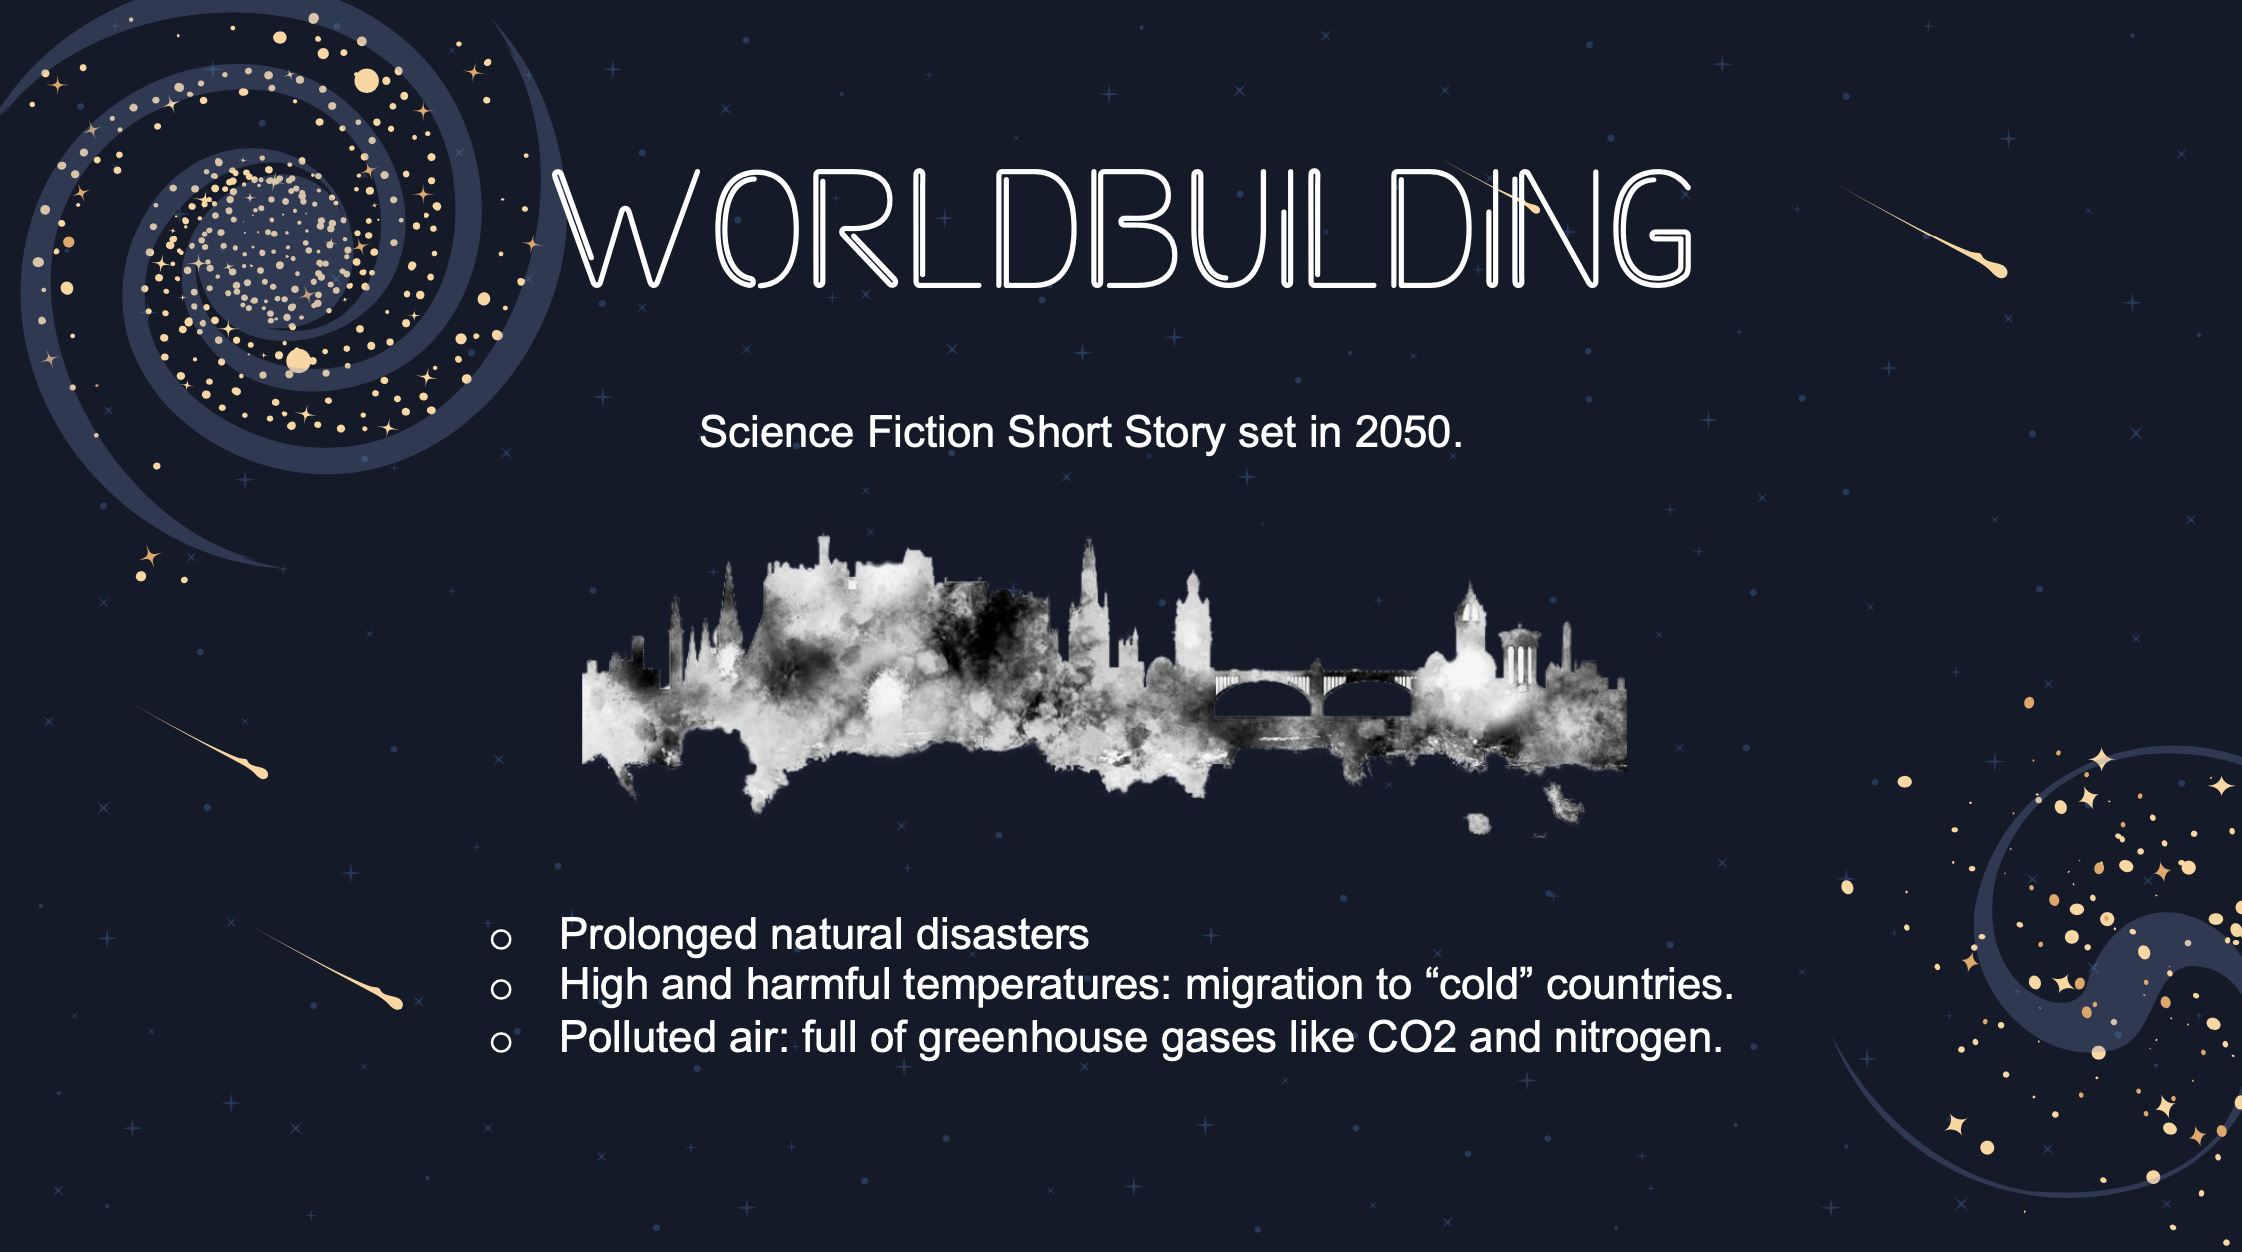 WORLDBUILDING
Science Fiction Short Story set in 2050.
Prolonged natural disasters
High and harmful temperatures: migration to “cold” countries.
Polluted air: full of greenhouse gases like CO2 and nitrogen.